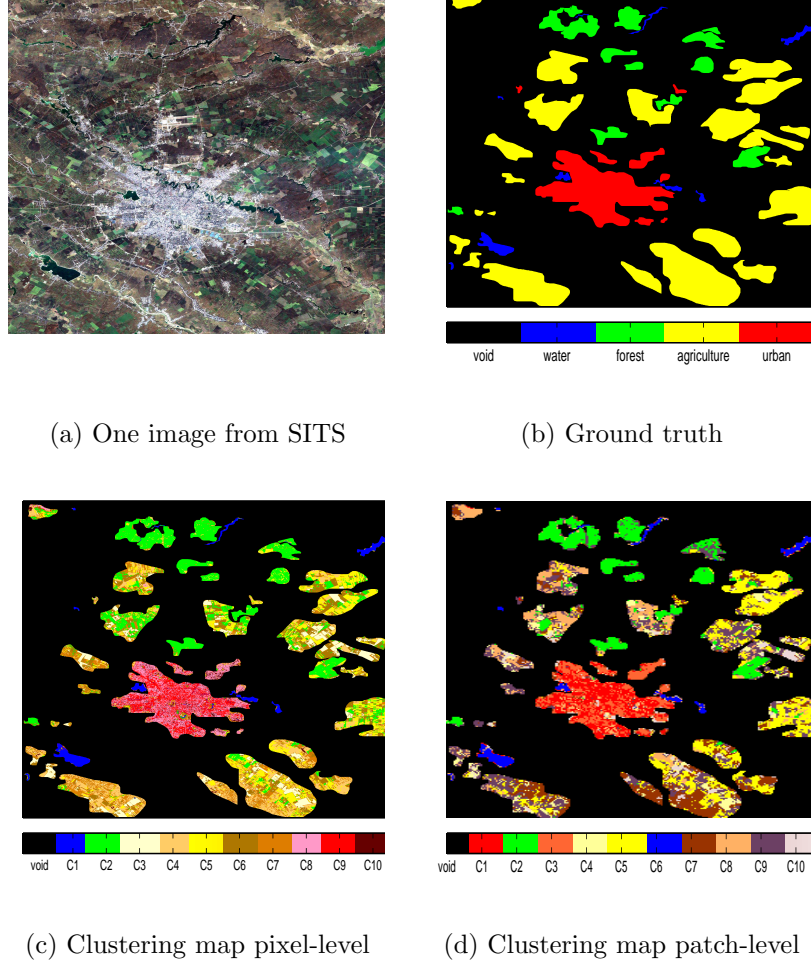 void water forest agriculture urban
(a) One image from SITS
(b) Ground truth
void C1 C2 C3 C4 C5 C6 C7 C8 C9 C10
void C1 C2 C3 C4 C5 C6 C7 C8 C9 C10
(c) Clustering map pixel-level
(d) Clustering map patch-level